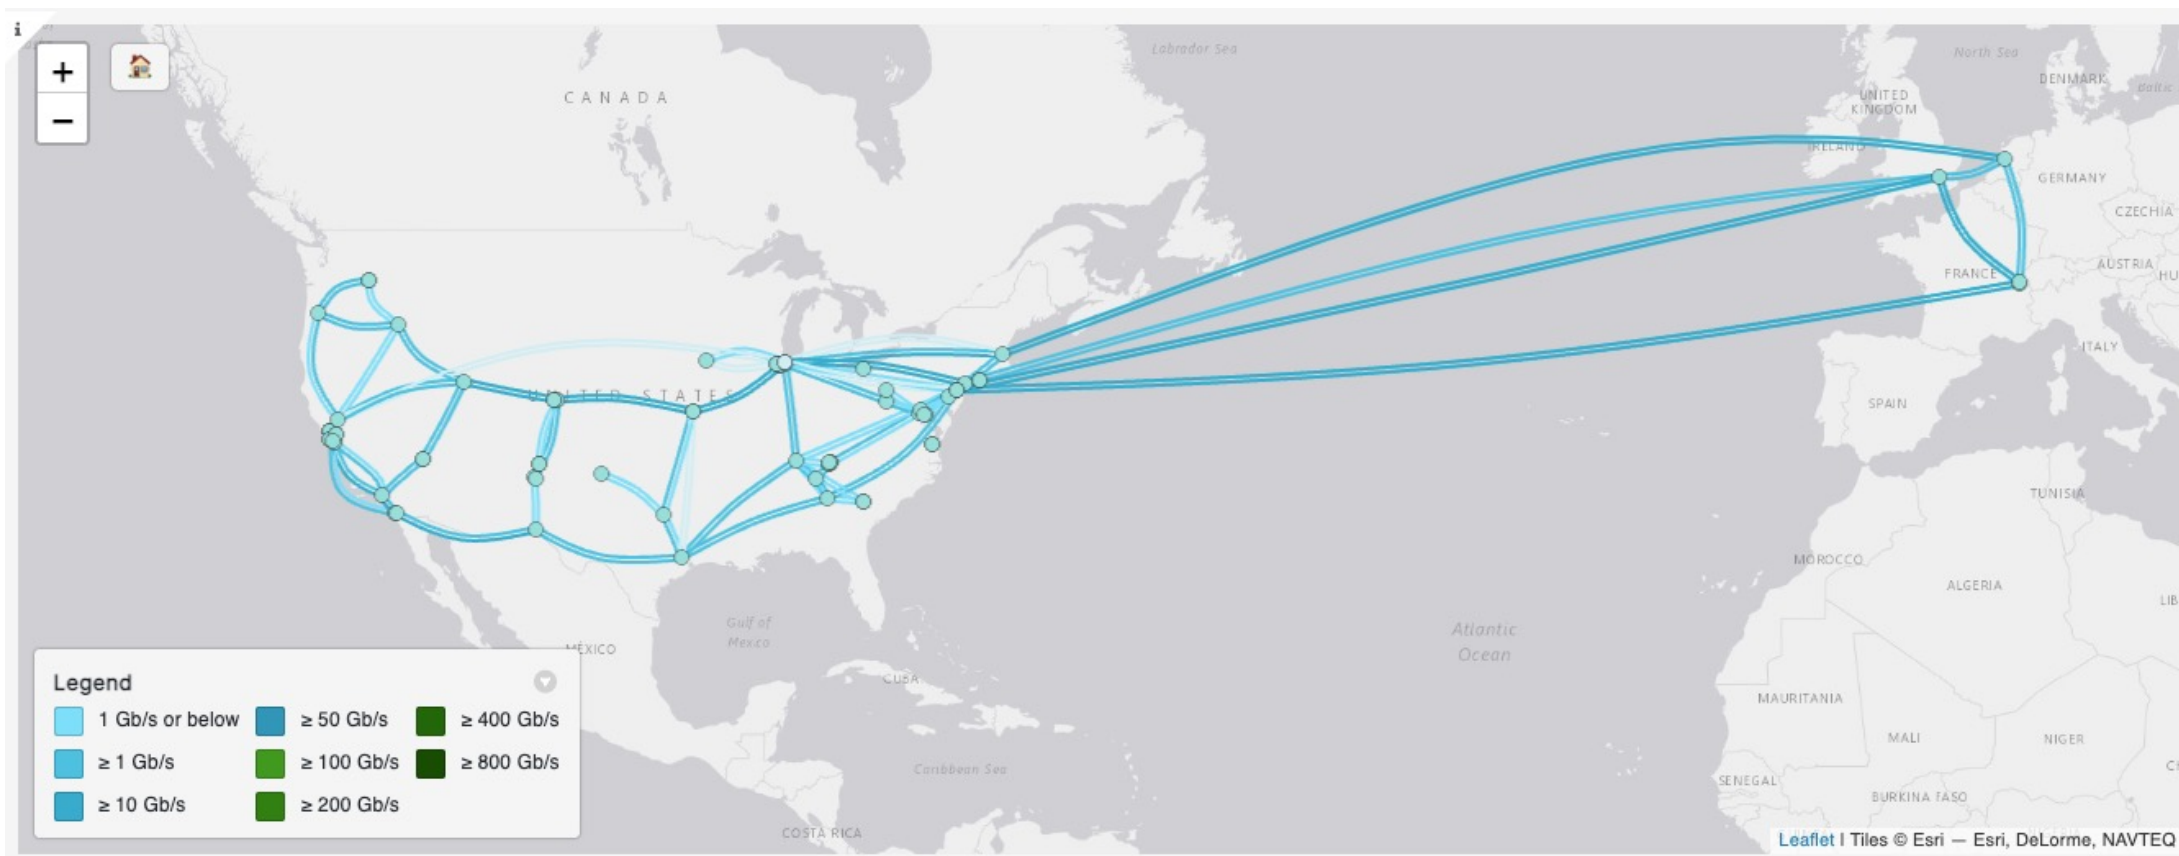 i
+
−
Labrador Sea
North Sea
DENMARK
Baltic
CANADA
UNITED
KINGDOM
IRELAND
GERMANY
CZECHIA
AUSTRIA
HU
FRANCE
ITALY
UNITED STATES
SPAIN
TUNISIA
MOROCCO
ALGERIA
LIB
Gulf of
Mexico
Atlantic
Ocean
MÉXICO
CUBA
MAURITANIA
MALI
NIGER
Caribbean Sea
SENEGAL
BURKINA FASO
COSTA RICA
Legend
1 Gb/s or below
≥ 50 Gb/s
≥ 400 Gb/s
≥ 1 Gb/s
≥ 100 Gb/s
≥ 800 Gb/s
≥ 10 Gb/s
≥ 200 Gb/s
Leaflet | Tiles © Esri — Esri, DeLorme, NAVTEQ